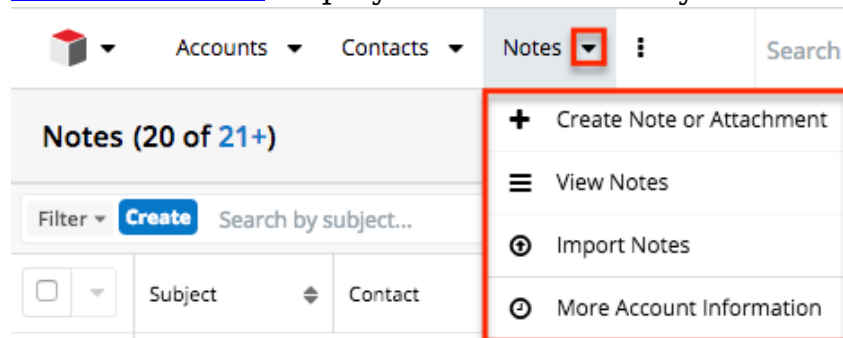 Accounts Contacts Notes Search
Notes (20 of 21+)
Create Note or Attachment
View Notes
Filter Create Search by subject...
Import Notes
Subject Contact
More Account Information